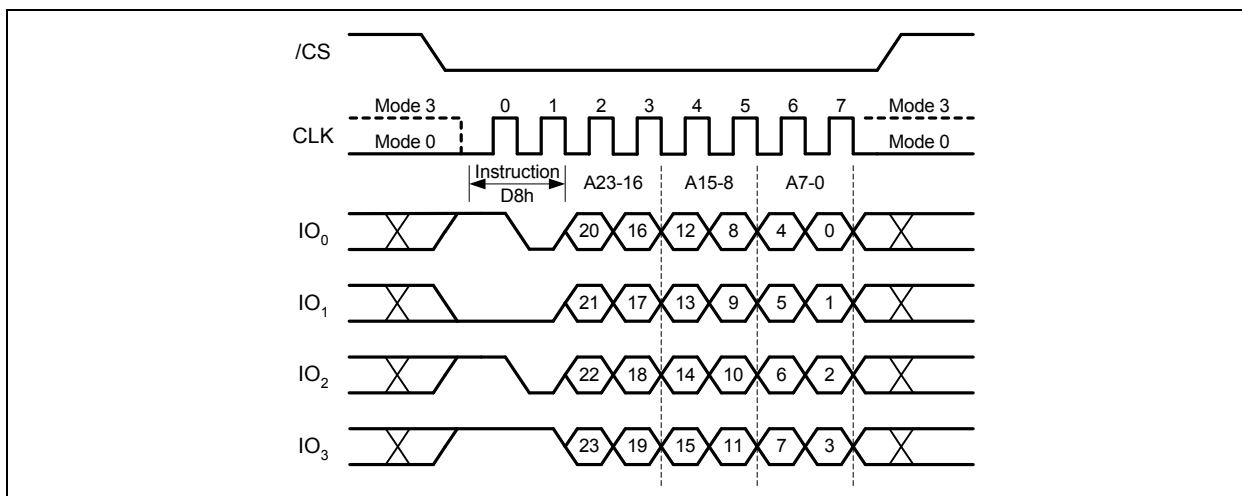 /CS
Mode 3 0 1 2 3 4 5 6 7 Mode 3
CLK
Mode 0 Mode 0
Instruction A23-16 A15-8 A7-0
D8h
IO0 20 16 12 8 4 0
IO1 21 17 13 9 5 1
IO2 22 18 14 10 6 2
IO3 23 19 15 11 7 3